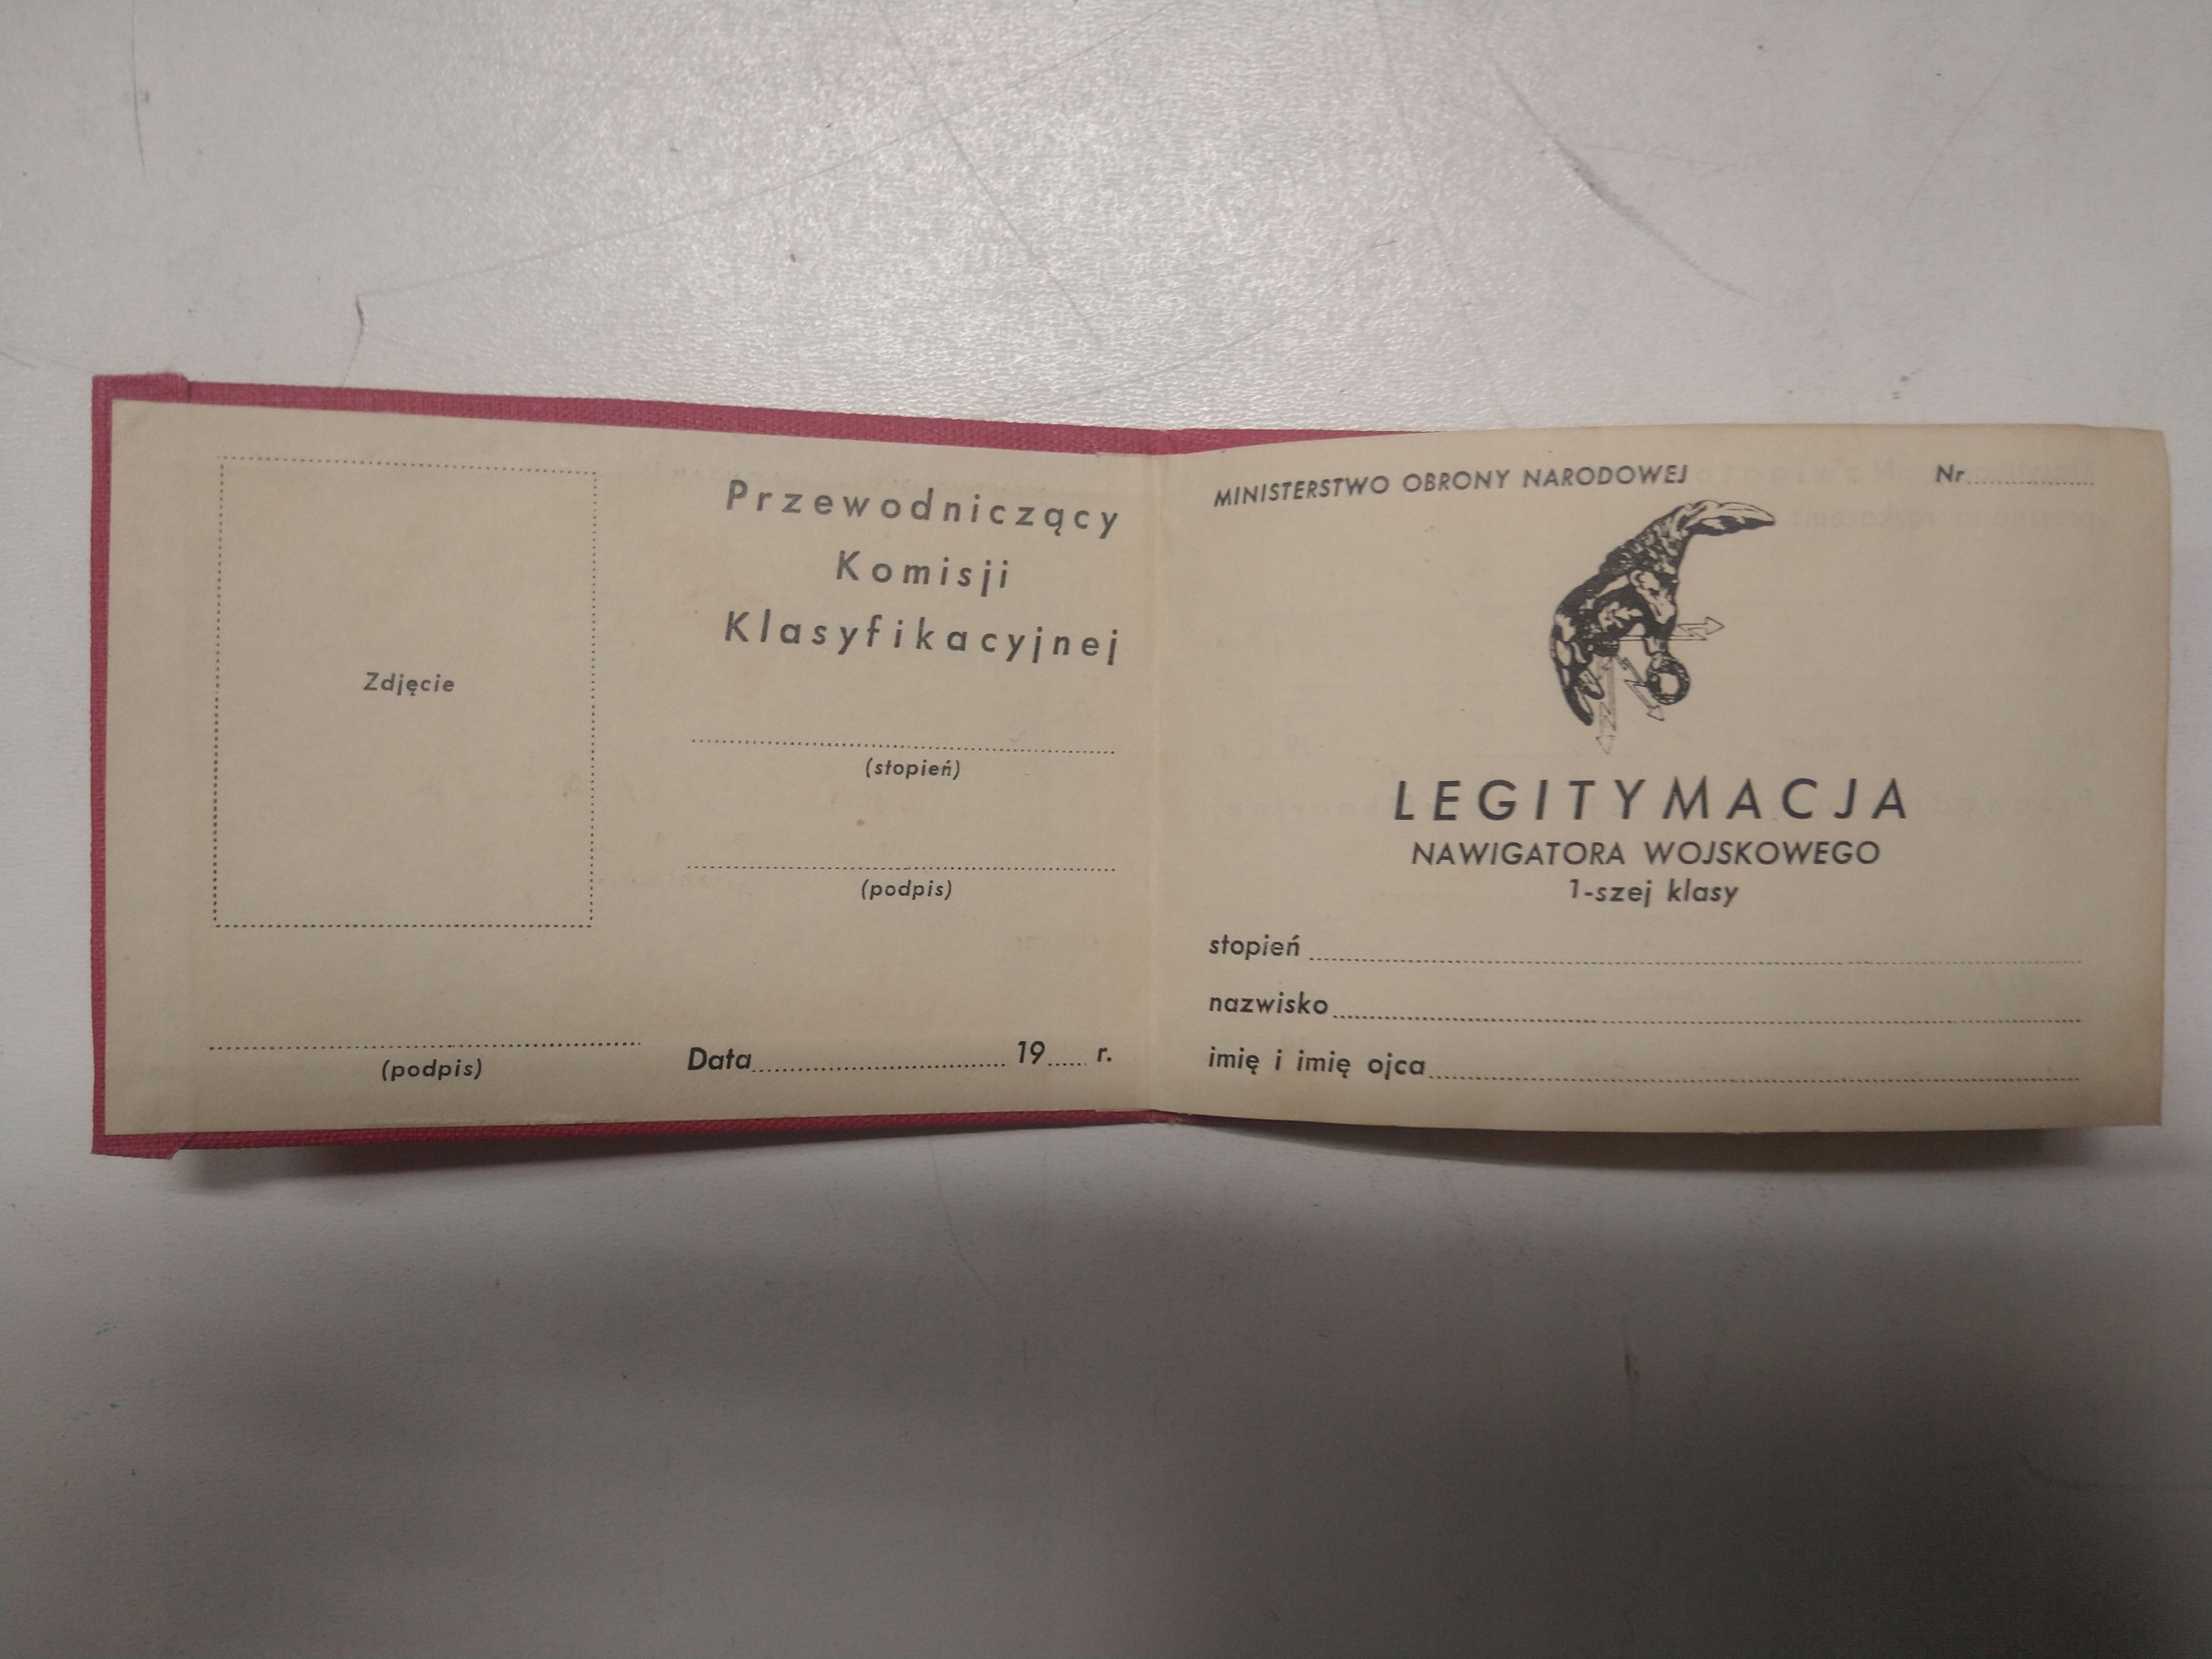 Zdjęcie
(podpis)
Przewodniczący
Komisji
Klasyfikacyjnej
(stopień)
(podpis)
Data 19 r.
MINISTERSTWO OBRONY NARODOWEJ
Nr
LEGITYMACJA
NAWIGATORA WOJSKOWEGO
1-szej klasy
stopień
nazwisko
imię i imię ojca